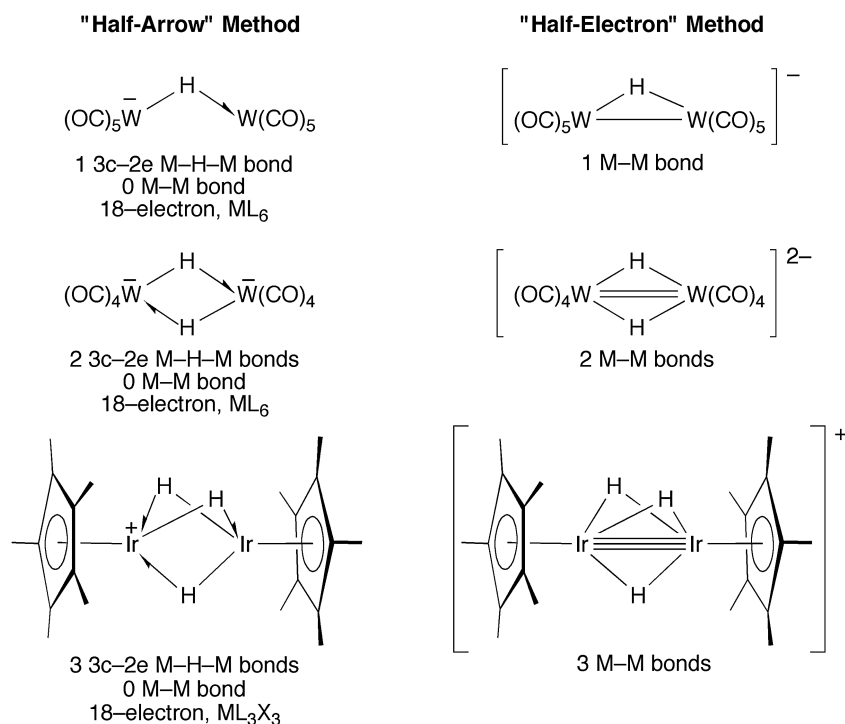 "Half-Arrow" Method
"Half-Electron" Method
H
(OC)₅W̅ W(CO)₅
1 3c–2e M–H–M bond
0 M–M bond
18–electron, ML₆
H –
(OC)₅W W(CO)₅
1 M–M bond
H
(OC)₄W̅ W̅(CO)₄
H
2 3c–2e M–H–M bonds
0 M–M bond
18–electron, ML₆
H 2–
(OC)₄W W(CO)₄
H
2 M–M bonds
H H
+
Ir Ir
H
3 3c–2e M–H–M bonds
0 M–M bond
18–electron, ML₃X₃
+
H H
Ir Ir
H
3 M–M bonds